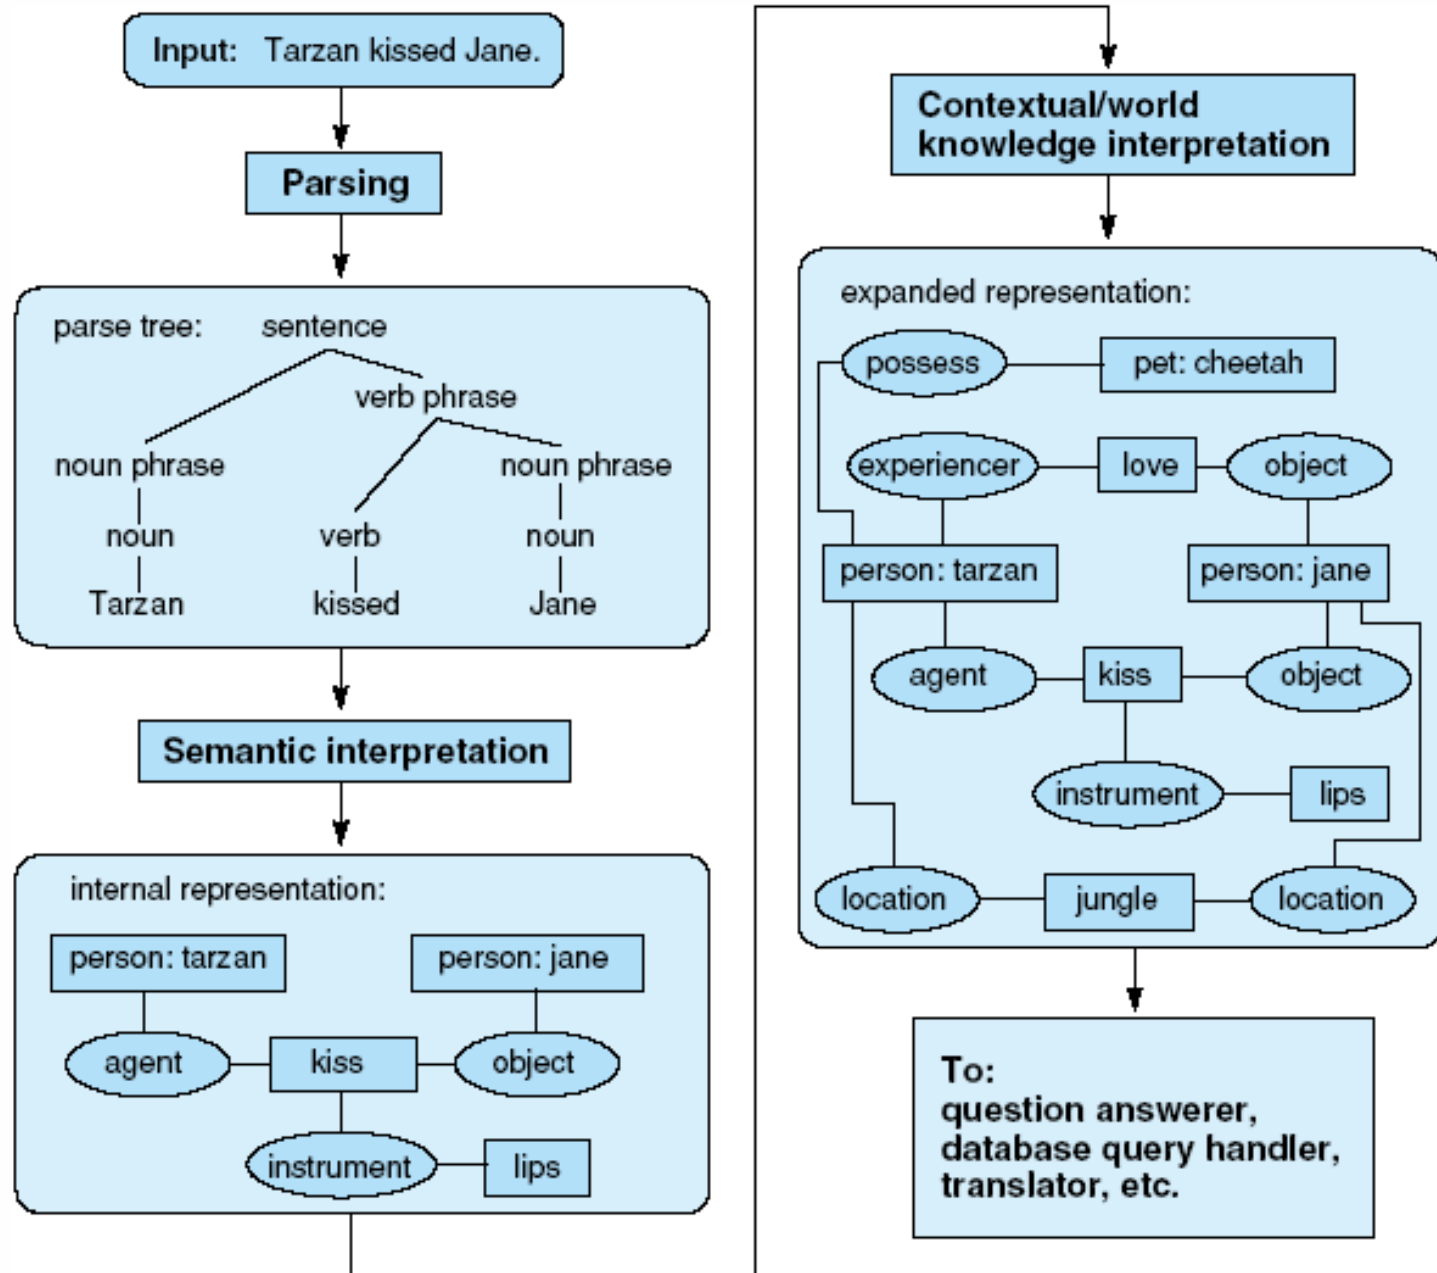 Input: Tarzan kissed Jane.
Parsing
parse tree: sentence
verb phrase
noun phrase noun phrase
noun verb noun
Tarzan kissed Jane
Semantic interpretation
internal representation:
person: tarzan person: jane
agent kiss object
instrument lips
Contextual/world
knowledge interpretation
expanded representation:
possess pet: cheetah
experiencer love object
person: tarzan person: jane
agent kiss object
instrument lips
location jungle location
To:
question answerer,
database query handler,
translator, etc.